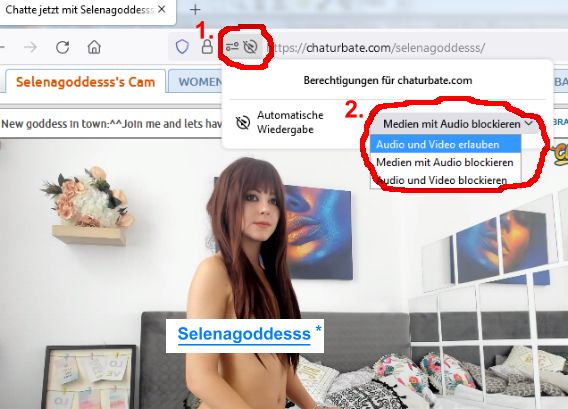 Chatte jetzt mit Selenagoddesss
1.
https://chaturbate.com/selenagoddesss/
Selenagoddesss's Cam
WOMEN
Berechtigungen für chaturbate.com
2.
New goddess in town:^^Join me and lets hav
Automatische
Wiedergabe
Medien mit Audio blockieren
Audio und Video erlauben
Medien mit Audio blockieren
Audio und Video blockieren
BRA
Selenagoddesss *